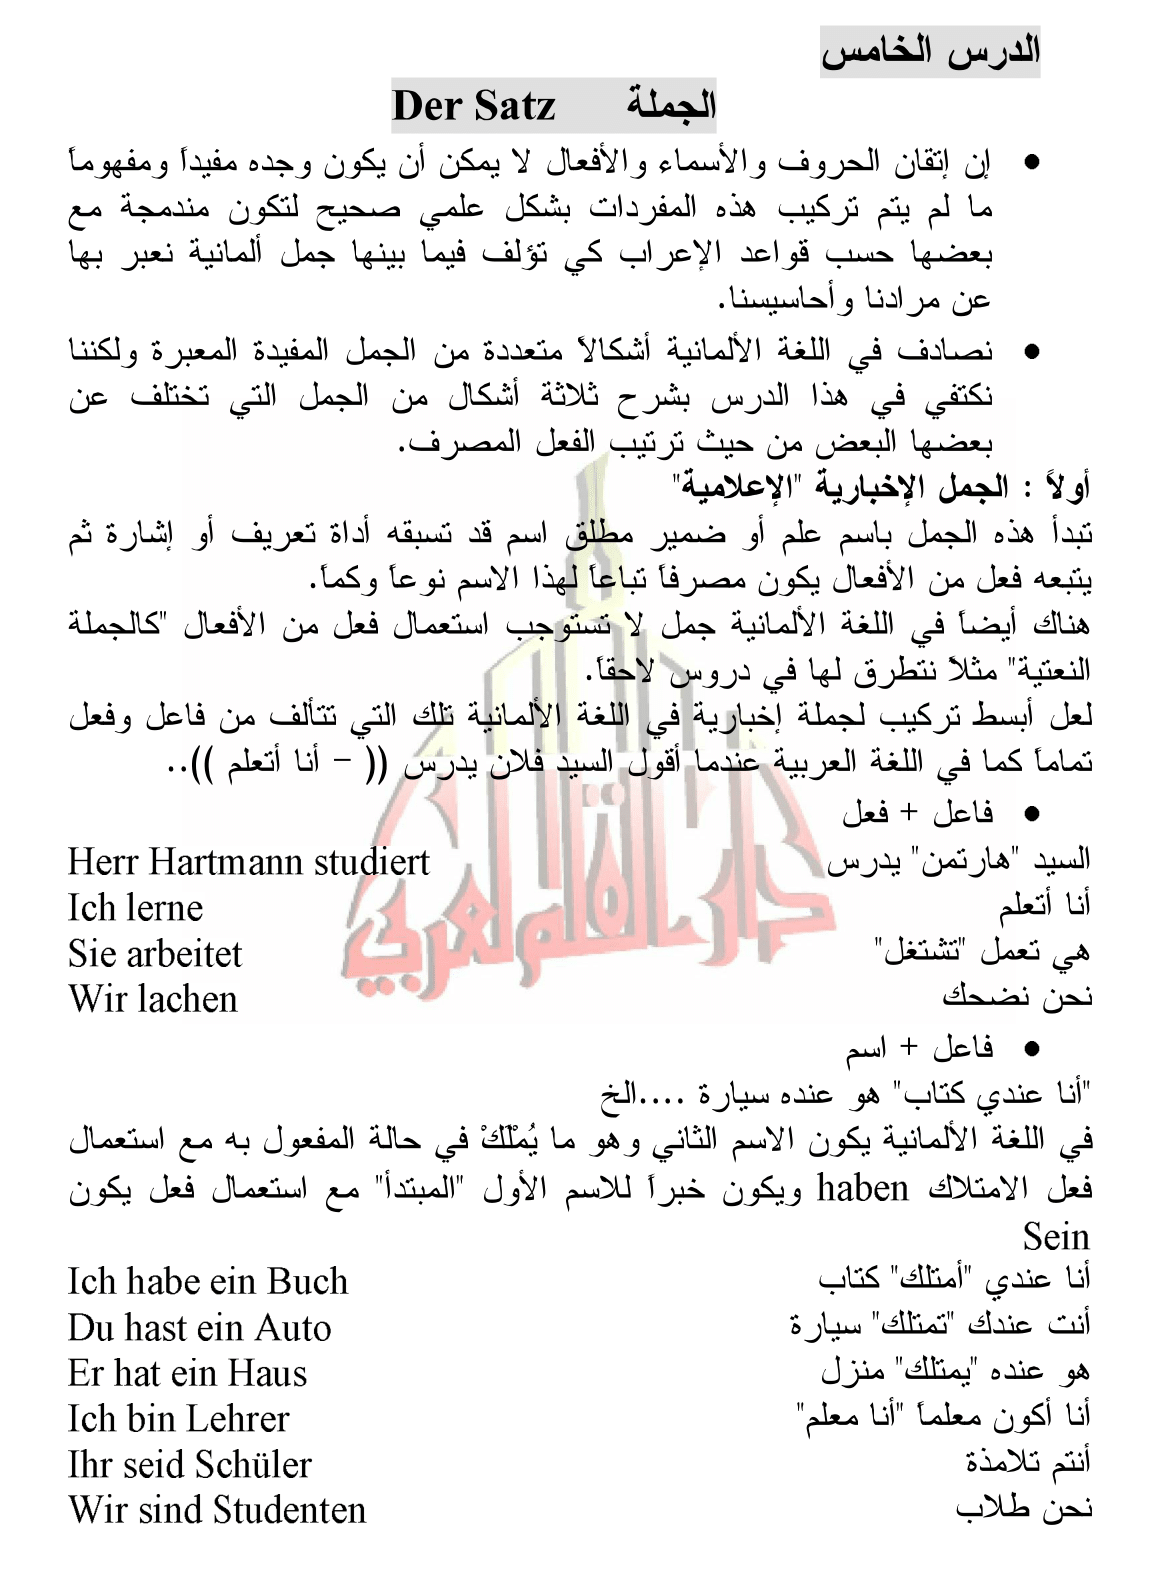 الدرس الخامس
الجملة Der Satz
• إن إتقان الحروف والأسماء والأفعال لا يمكن أن يكون وجده مفيداً ومفهوماً
ما لم يتم تركيب هذه المفردات بشكل علمي صحيح لتكون مندمجة مع
بعضها حسب قواعد الإعراب كي تؤلف فيما بينها جمل ألمانية نعبر بها
عن مرادنا وأحاسيسنا.
• نصادف في اللغة الألمانية أشكالاً متعددة من الجمل المفيدة المعبرة ولكننا
نكتفي في هذا الدرس بشرح ثلاثة أشكال من الجمل التي تختلف عن
بعضها البعض من حيث ترتيب الفعل المصرف.
أولاً : الجمل الإخبارية "الإعلامية"
تبدأ هذه الجمل باسم علم أو ضمير مطلق اسم قد تسبقه أداة تعريف أو إشارة ثم
يتبعه فعل من الأفعال يكون مصرفاً تباعاً لهذا الاسم نوعاً وكماً.
هناك أيضاً في اللغة الألمانية جمل لا تستوجب استعمال فعل من الأفعال "كالجملة
النعتية" مثلاً نتطرق لها في دروس لاحقاً.
لعل أبسط تركيب لجملة إخبارية في اللغة الألمانية تلك التي تتألف من فاعل وفعل
تماماً كما في اللغة العربية عندما أقول السيد فلان يدرس (( – أنا أتعلم ))..
• فاعل + فعل
السيد "هارتمن" يدرس Herr Hartmann studiert
أنا أتعلم Ich lerne
هي تعمل "تشتغل" Sie arbeitet
نحن نضحك Wir lachen
• فاعل + اسم
"أنا عندي كتاب" هو عنده سيارة ....الخ
في اللغة الألمانية يكون الاسم الثاني وهو ما يُمْلَكْ في حالة المفعول به مع استعمال
فعل الامتلاك haben ويكون خبراً للاسم الأول "المبتدأ" مع استعمال فعل يكون
Sein
أنا عندي "أمتلك" كتاب Ich habe ein Buch
أنت عندك "تمتلك" سيارة Du hast ein Auto
هو عنده "يمتلك" منزل Er hat ein Haus
أنا أكون معلماً "أنا معلم" Ich bin Lehrer
أنتم تلامذة Ihr seid Schüler
نحن طلاب Wir sind Studenten
دار القلم العربي